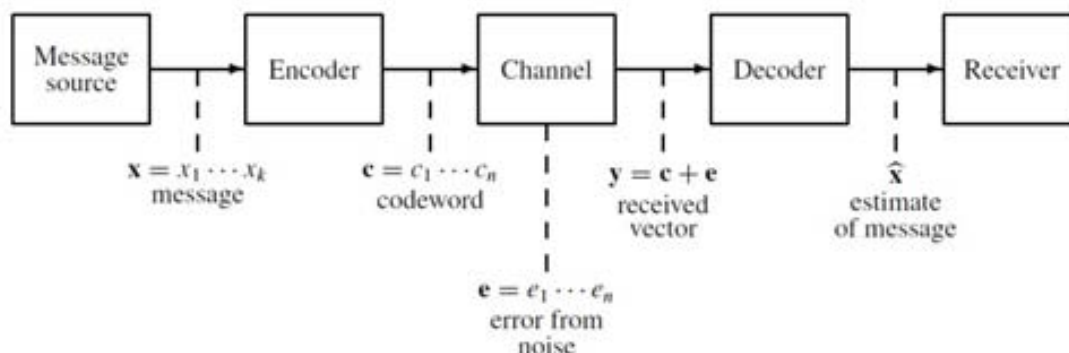 Message
source
Encoder
Channel
Decoder
Receiver
x = x₁ ⋯ xₖ
message
c = c₁ ⋯ cₙ
codeword
y = c + e
received
vector
x̂
estimate
of message
e = e₁ ⋯ eₙ
error from
noise